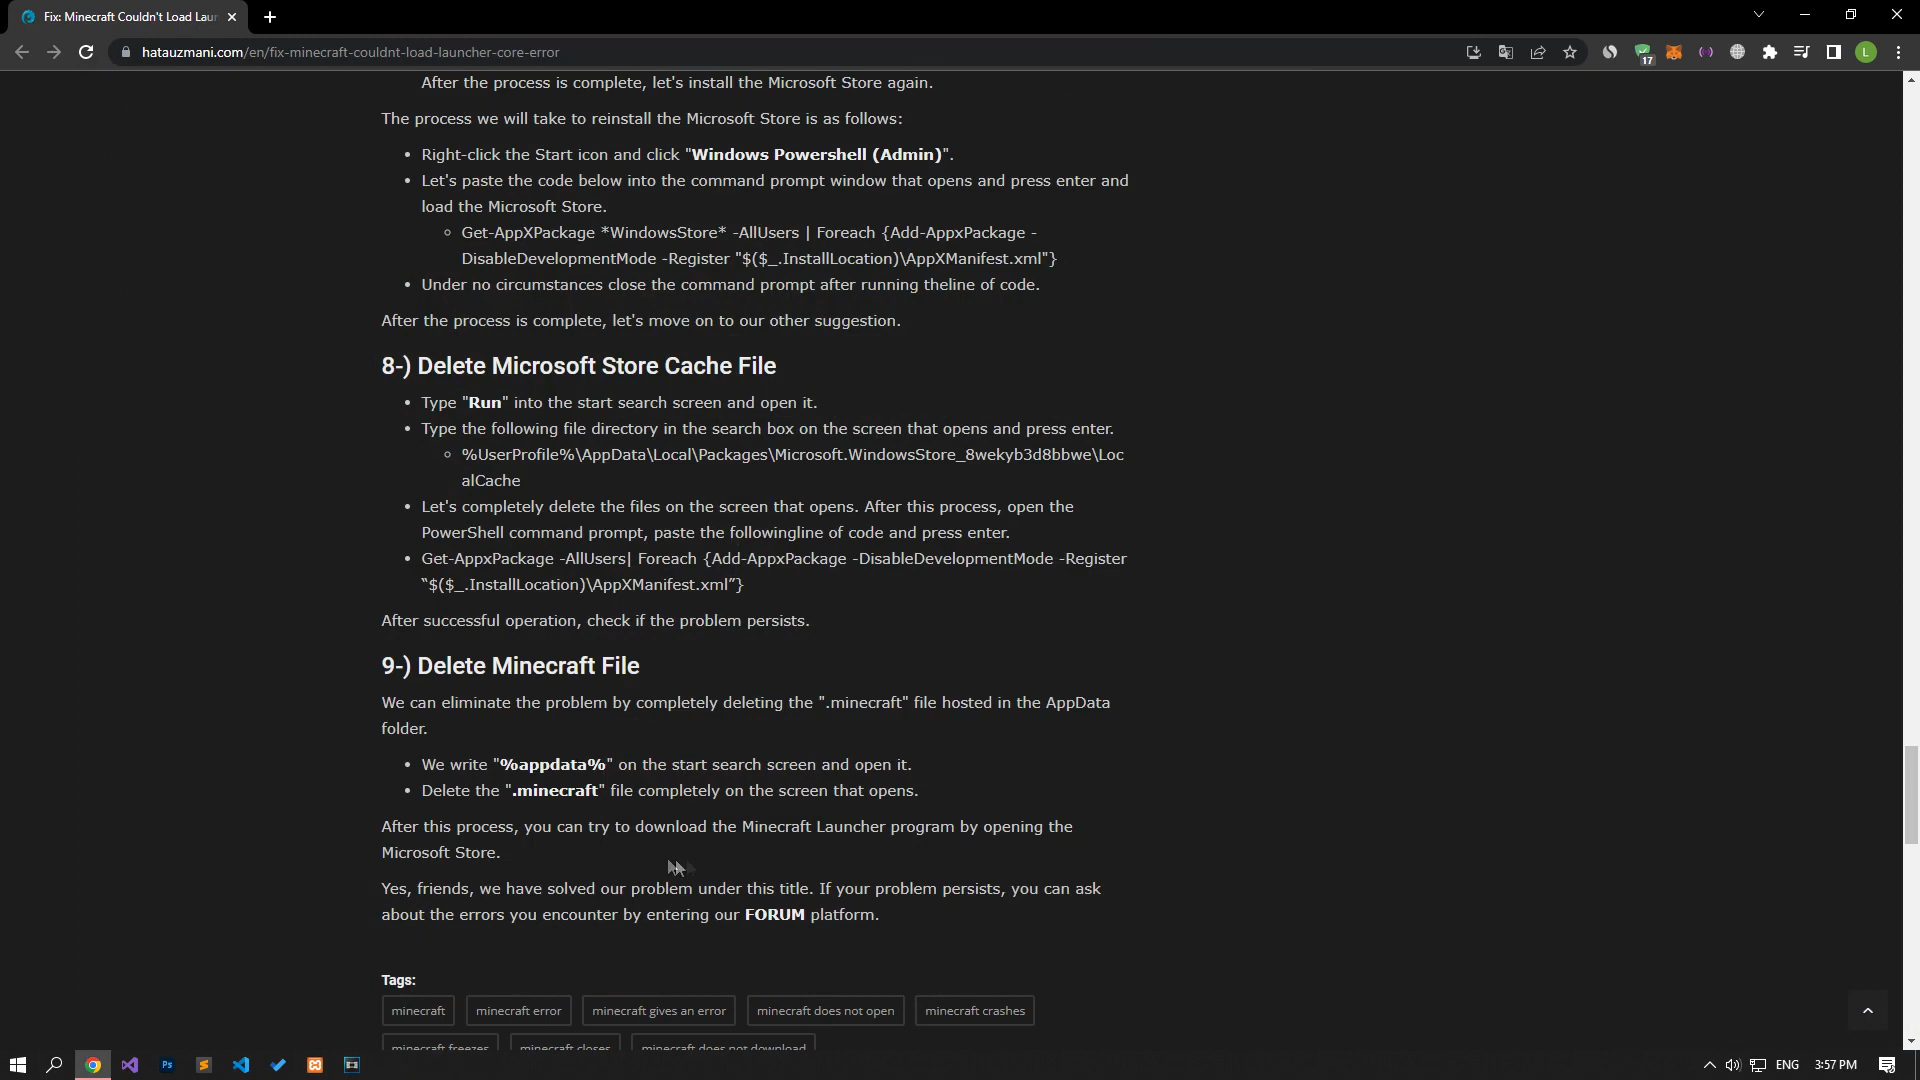 Fix: Minecraft Couldn't Load Laun
hatauzmani.com/en/fix-minecraft-couldnt-load-launcher-core-error
17
L
After the process is complete, let's install the Microsoft Store again.
The process we will take to reinstall the Microsoft Store is as follows:
Right-click the Start icon and click "Windows Powershell (Admin)".
Let's paste the code below into the command prompt window that opens and press enter and
load the Microsoft Store.
Get-AppXPackage *WindowsStore* -AllUsers | Foreach {Add-AppxPackage -
DisableDevelopmentMode -Register "$($_.InstallLocation)\AppXManifest.xml"}
Under no circumstances close the command prompt after running theline of code.
After the process is complete, let's move on to our other suggestion.
8-) Delete Microsoft Store Cache File
Type "Run" into the start search screen and open it.
Type the following file directory in the search box on the screen that opens and press enter.
%UserProfile%\AppData\Local\Packages\Microsoft.WindowsStore_8wekyb3d8bbwe\Loc
alCache
Let's completely delete the files on the screen that opens. After this process, open the
PowerShell command prompt, paste the followingline of code and press enter.
Get-AppxPackage -AllUsers| Foreach {Add-AppxPackage -DisableDevelopmentMode -Register
“$($_.InstallLocation)\AppXManifest.xml”}
After successful operation, check if the problem persists.
9-) Delete Minecraft File
We can eliminate the problem by completely deleting the ".minecraft" file hosted in the AppData
folder.
We write "%appdata%" on the start search screen and open it.
Delete the ".minecraft" file completely on the screen that opens.
After this process, you can try to download the Minecraft Launcher program by opening the
Microsoft Store.
Yes, friends, we have solved our problem under this title. If your problem persists, you can ask
about the errors you encounter by entering our FORUM platform.
Tags:
minecraft minecraft error minecraft gives an error minecraft does not open minecraft crashes
minecraft freezes minecraft closes minecraft does not download
Ps
ENG 3:57 PM